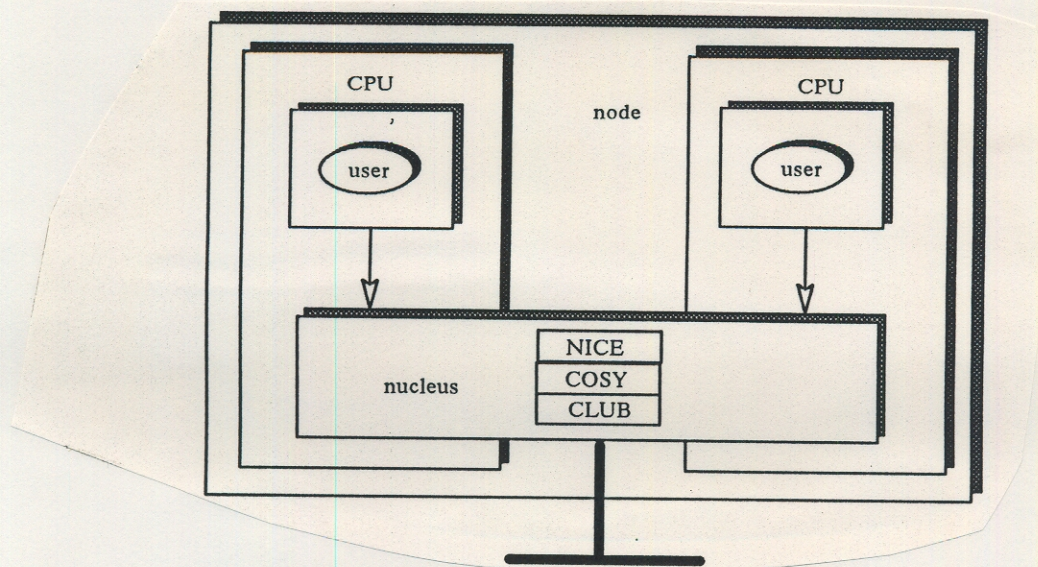 CPU
CPU
node
user
user
NICE
nucleus
COSY
CLUB